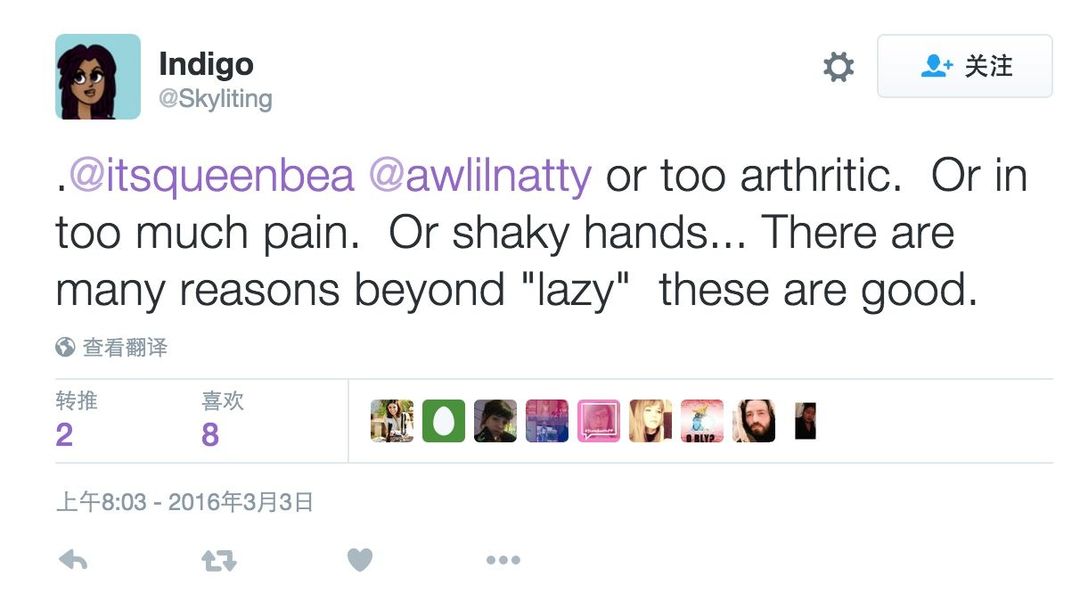 Indigo
@Skyliting
关注
.@itsqueenbea @awlilnatty or too arthritic.  Or in
too much pain.  Or shaky hands... There are
many reasons beyond "lazy"  these are good.
查看翻译
转推 喜欢
2 8
上午8:03 - 2016年3月3日